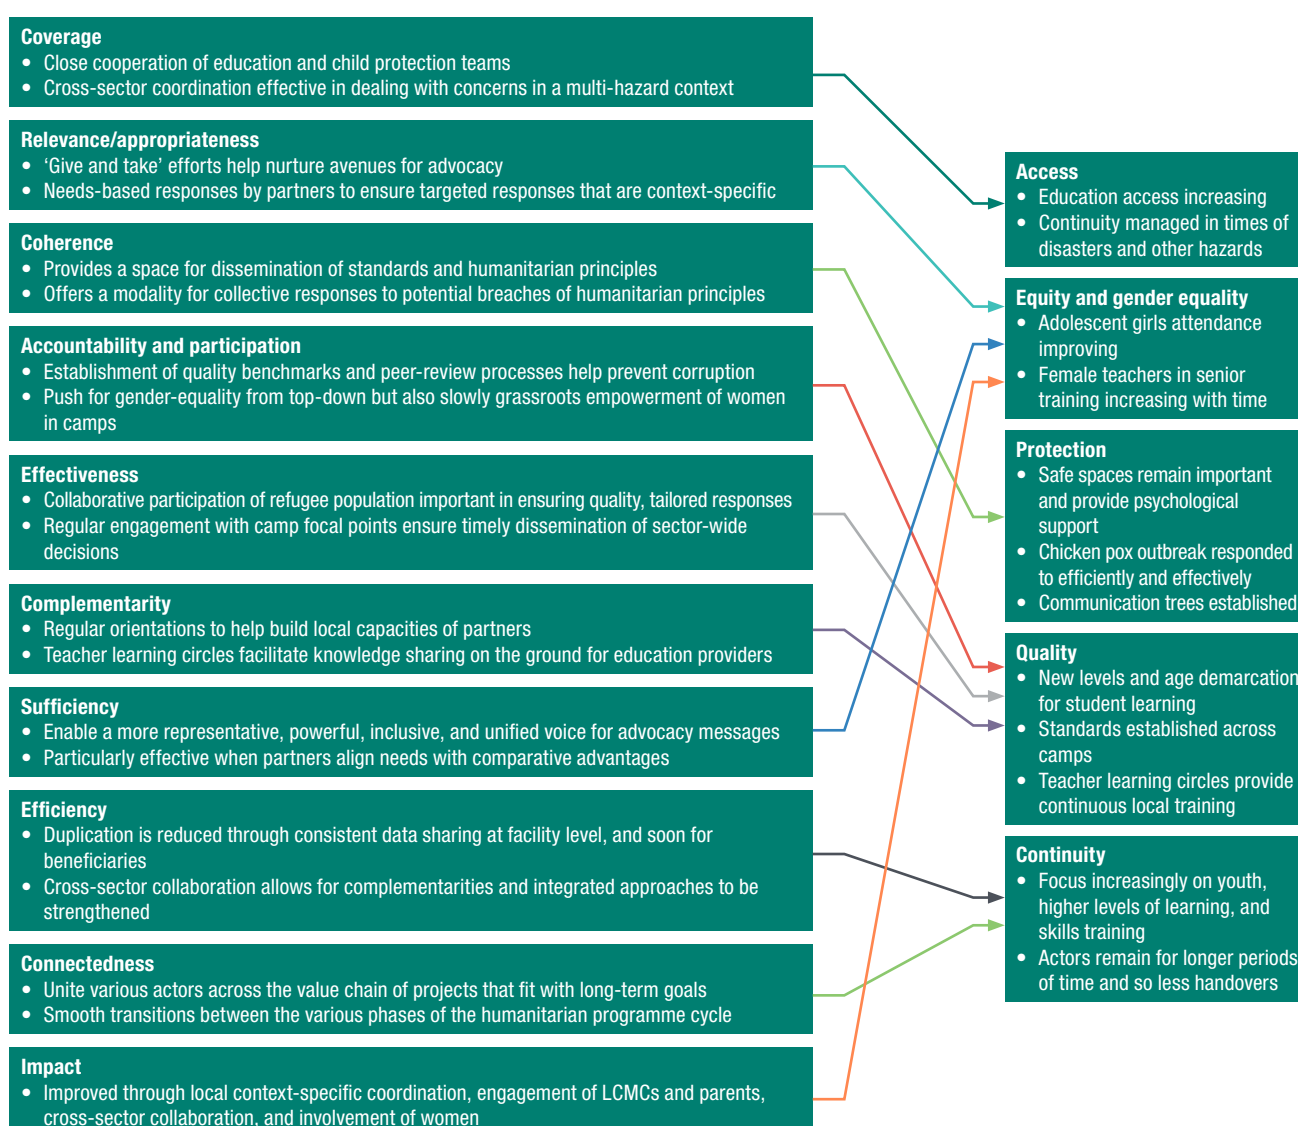 Coverage
• Close cooperation of education and child protection teams
• Cross-sector coordination effective in dealing with concerns in a multi-hazard context
Relevance/appropriateness
• ‘Give and take’ efforts help nurture avenues for advocacy
• Needs-based responses by partners to ensure targeted responses that are context-specific
Coherence
• Provides a space for dissemination of standards and humanitarian principles
• Offers a modality for collective responses to potential breaches of humanitarian principles
Accountability and participation
• Establishment of quality benchmarks and peer-review processes help prevent corruption
• Push for gender-equality from top-down but also slowly grassroots empowerment of women
in camps
Effectiveness
• Collaborative participation of refugee population important in ensuring quality, tailored responses
• Regular engagement with camp focal points ensure timely dissemination of sector-wide
decisions
Complementarity
• Regular orientations to help build local capacities of partners
• Teacher learning circles facilitate knowledge sharing on the ground for education providers
Sufficiency
• Enable a more representative, powerful, inclusive, and unified voice for advocacy messages
• Particularly effective when partners align needs with comparative advantages
Efficiency
• Duplication is reduced through consistent data sharing at facility level, and soon for
beneficiaries
• Cross-sector collaboration allows for complementarities and integrated approaches to be
strengthened
Connectedness
• Unite various actors across the value chain of projects that fit with long-term goals
• Smooth transitions between the various phases of the humanitarian programme cycle
Impact
• Improved through local context-specific coordination, engagement of LCMCs and parents,
cross-sector collaboration, and involvement of women
Access
• Education access increasing
• Continuity managed in times of
disasters and other hazards
Equity and gender equality
• Adolescent girls attendance
improving
• Female teachers in senior
training increasing with time
Protection
• Safe spaces remain important
and provide psychological
support
• Chicken pox outbreak responded
to efficiently and effectively
• Communication trees established
Quality
• New levels and age demarcation
for student learning
• Standards established across
camps
• Teacher learning circles provide
continuous local training
Continuity
• Focus increasingly on youth,
higher levels of learning, and
skills training
• Actors remain for longer periods
of time and so less handovers